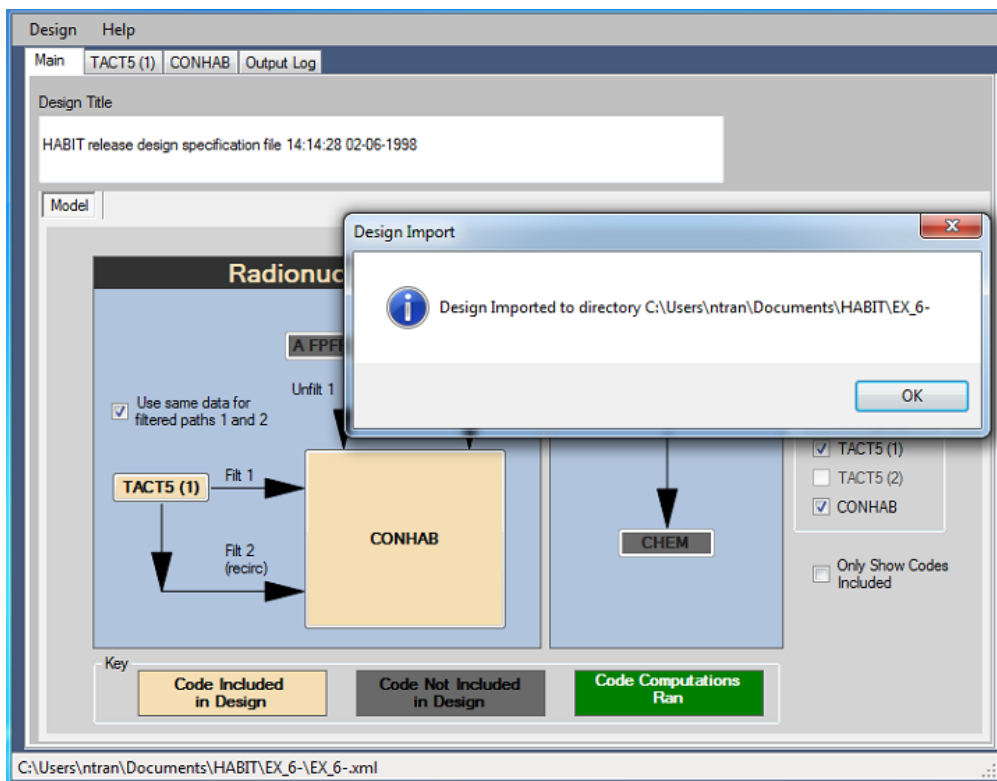 Design Help
Main TACT5 (1) CONHAB Output Log
Design Title
HABIT release design specification file 14:14:28 02-06-1998
Model
Design Import
Design Imported to directory C:\Users\ntran\Documents\HABIT\EX_6-
OK
Radionuc
A FPF
Unfilt 1
Use same data for
filtered paths 1 and 2
TACT5 (1)
Filt 1
Filt 2
(recirc)
CONHAB
CHEM
TACT5 (1)
TACT5 (2)
CONHAB
Only Show Codes
Included
Key
Code Included
in Design
Code Not Included
in Design
Code Computations
Ran
C:\Users\ntran\Documents\HABIT\EX_6-\EX_6-.xml